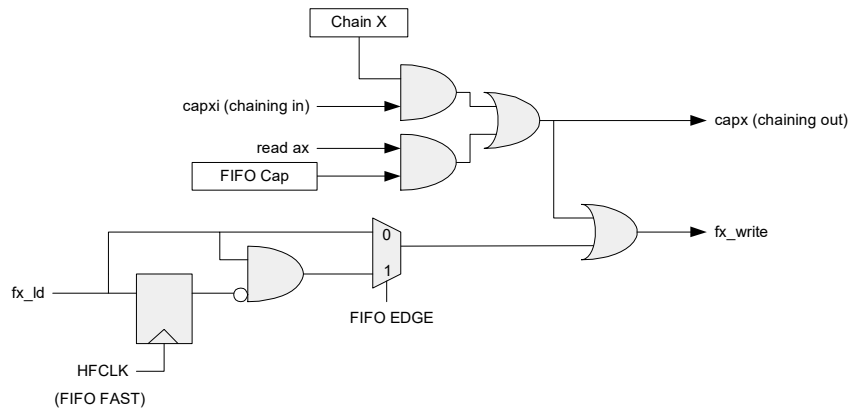 Chain X
capxi (chaining in)
capx (chaining out)
read ax
FIFO Cap
0
fx_write
1
fx_ld
FIFO EDGE
HFCLK
(FIFO FAST)